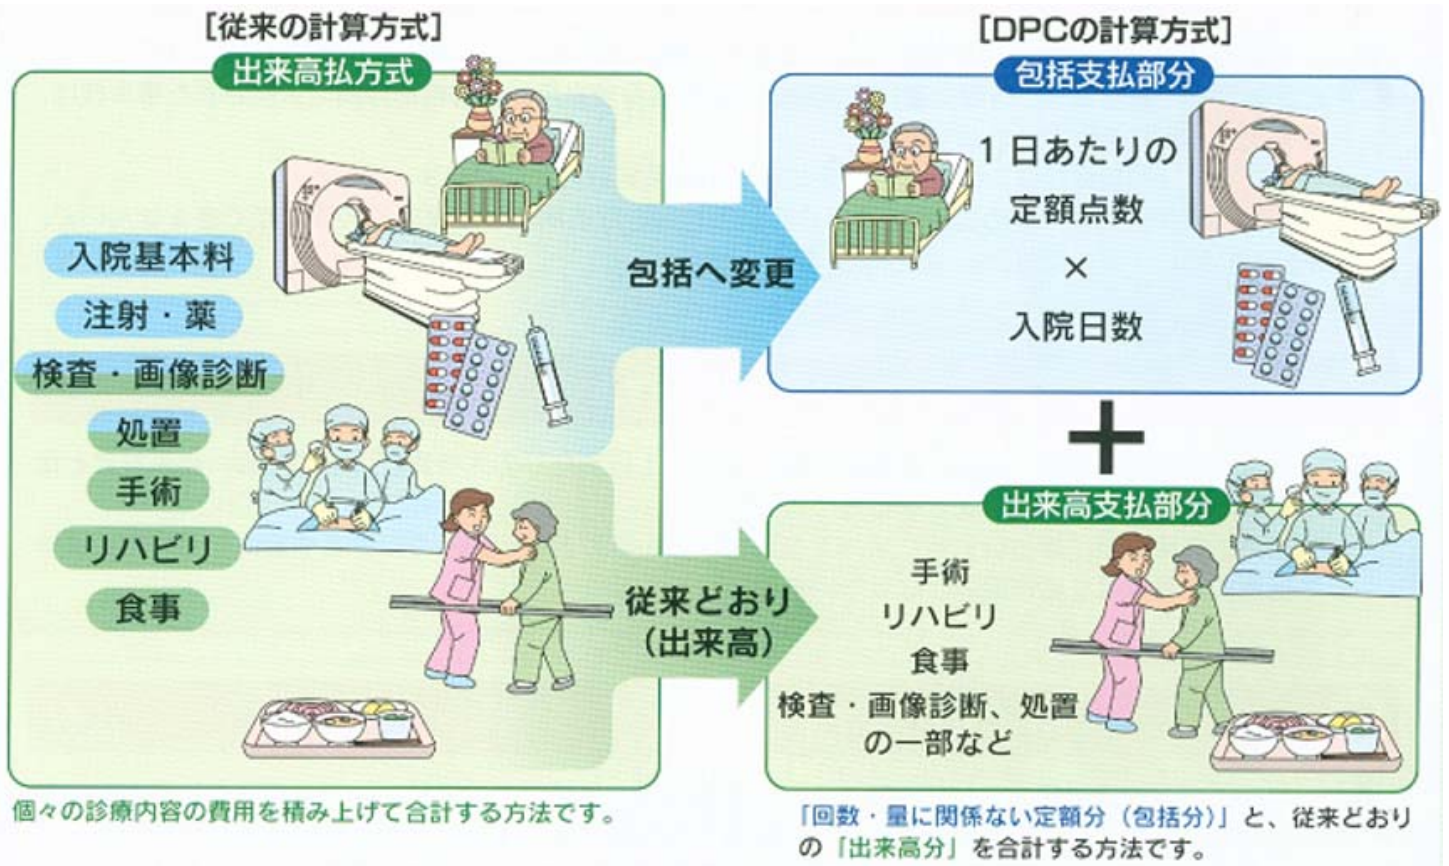 [従来の計算方式]
出来高払方式
入院基本料
注射・薬
検査・画像診断
処置
手術
リハビリ
食事
包括へ変更
従来どおり
（出来高）
個々の診療内容の費用を積み上げて合計する方法です。
[DPCの計算方式]
包括支払部分
1日あたりの
定額点数
×
入院日数
+
出来高支払部分
手術
リハビリ
食事
検査・画像診断、処置
の一部など
「回数・量に関係ない定額分（包括分）」と、従来どおり
の「出来高分」を合計する方法です。